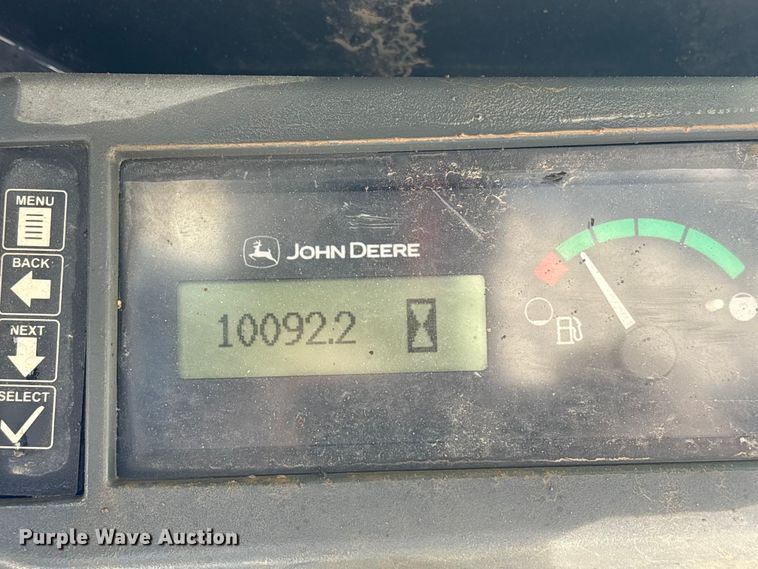 MENU
BACK
NEXT
SELECT
JOHN DEERE
10092.2
Purple Wave Auction